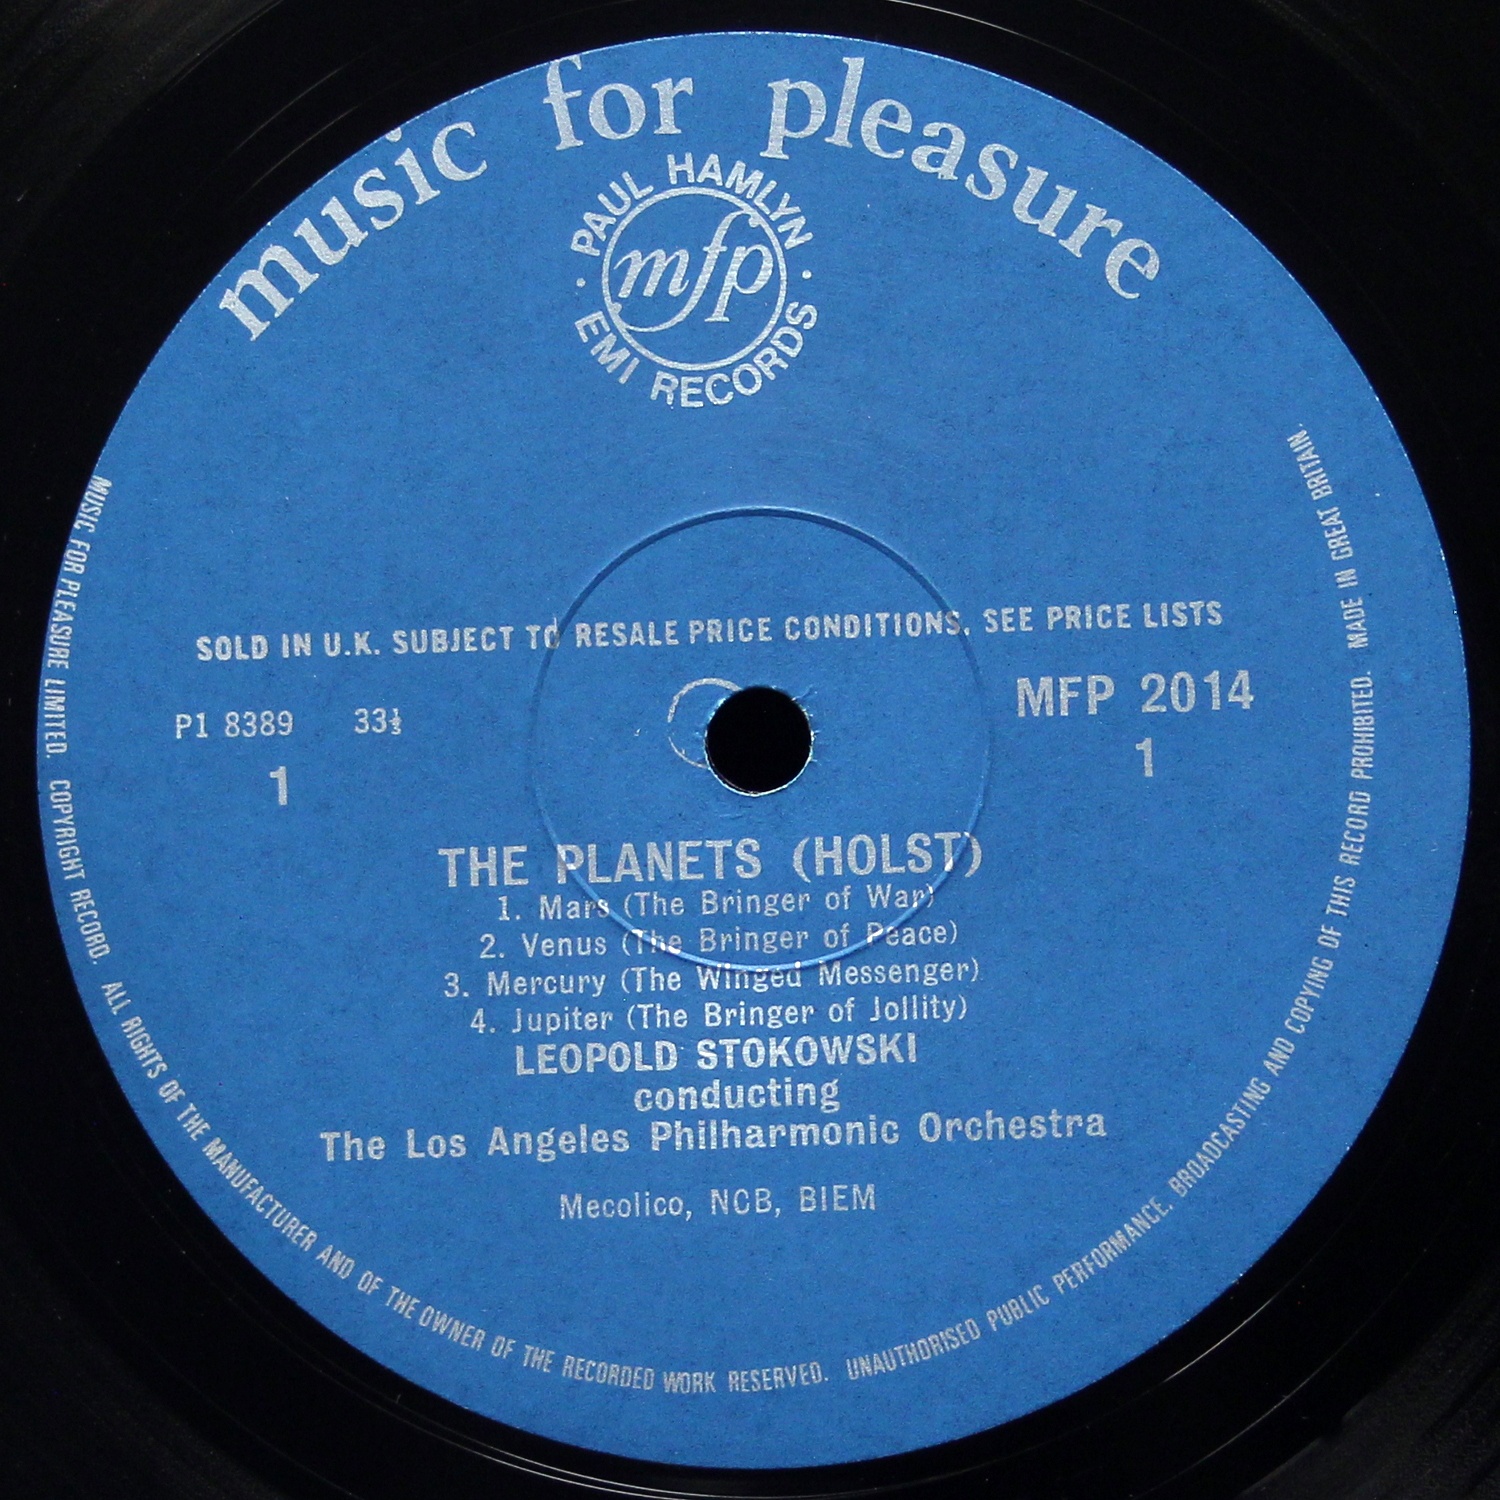 music for pleasure
PAUL HAMLYN
mfp
· EMI RECORDS ·
SOLD IN U.K. SUBJECT TO RESALE PRICE CONDITIONS, SEE PRICE LISTS
P1 8389 33⅓
MFP 2014
1
1
THE PLANETS (HOLST)
1. Mars (The Bringer of War)
2. Venus (The Bringer of Peace)
3. Mercury (The Winged Messenger)
4. Jupiter (The Bringer of Jollity)
LEOPOLD STOKOWSKI
conducting
The Los Angeles Philharmonic Orchestra
Mecolico, NCB, BIEM
MUSIC FOR PLEASURE LIMITED. COPYRIGHT RECORD. ALL RIGHTS OF THE MANUFACTURER AND OF THE OWNER OF THE RECORDED WORK RESERVED. UNAUTHORISED PUBLIC PERFORMANCE, BROADCASTING AND COPYING OF THIS RECORD PROHIBITED. MADE IN GREAT BRITAIN.